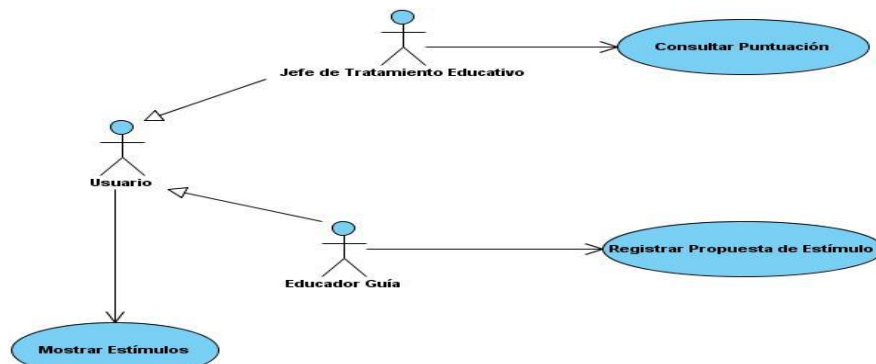 Consultar Puntuación
Jefe de Tratamiento Educativo
Usuario
Registrar Propuesta de Estímulo
Educador Guía
Mostrar Estímulos